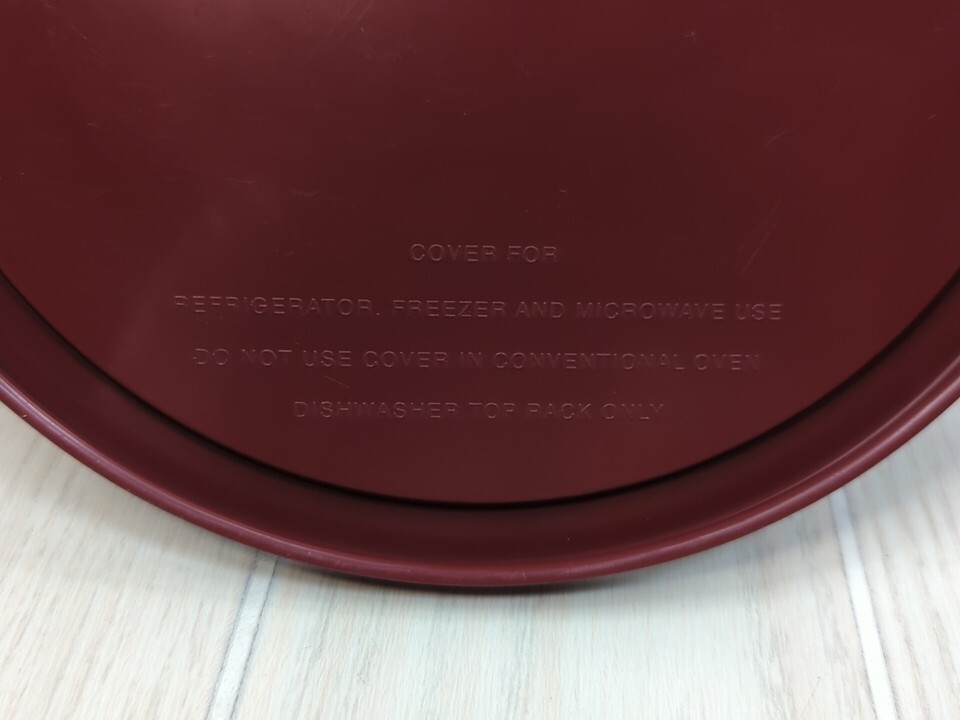 COVER FOR
REFRIGERATOR, FREEZER AND MICROWAVE USE
DO NOT USE COVER IN CONVENTIONAL OVEN
DISHWASHER TOP RACK ONLY